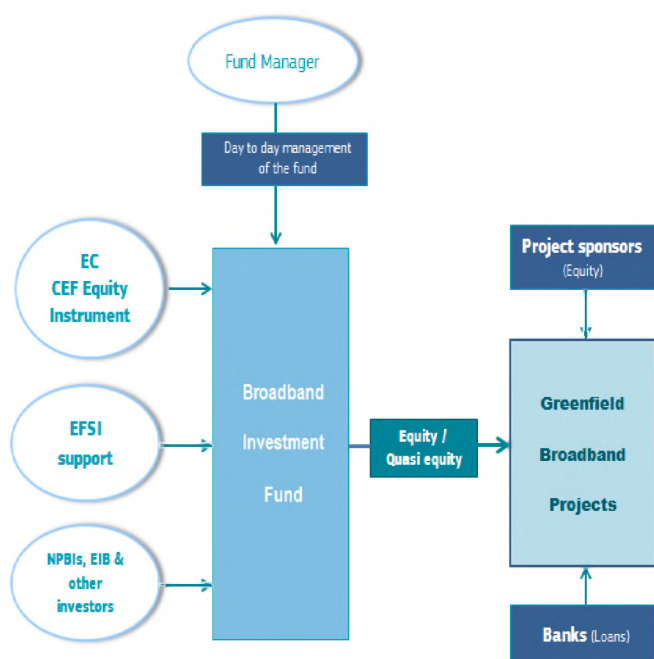 Fund Manager
Day to day management
of the fund
EC
CEF Equity
Instrument
EFSI
support
NPBIs, EIB &
other
investors
Broadband
Investment
Fund
Equity /
Quasi equity
Project sponsors
(Equity)
Greenfield
Broadband
Projects
Banks (Loans)